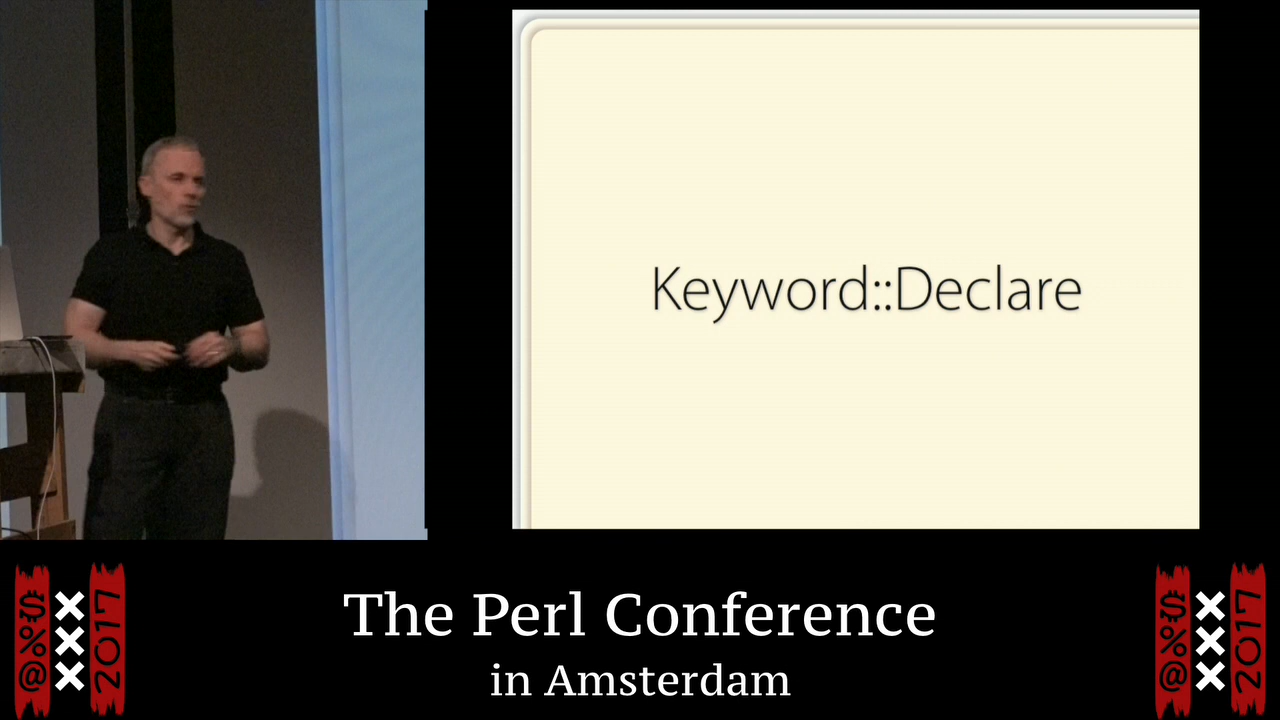 Keyword::Declare
The Perl Conference
in Amsterdam
$%@
XXX
2017
$%@
XXX
2017